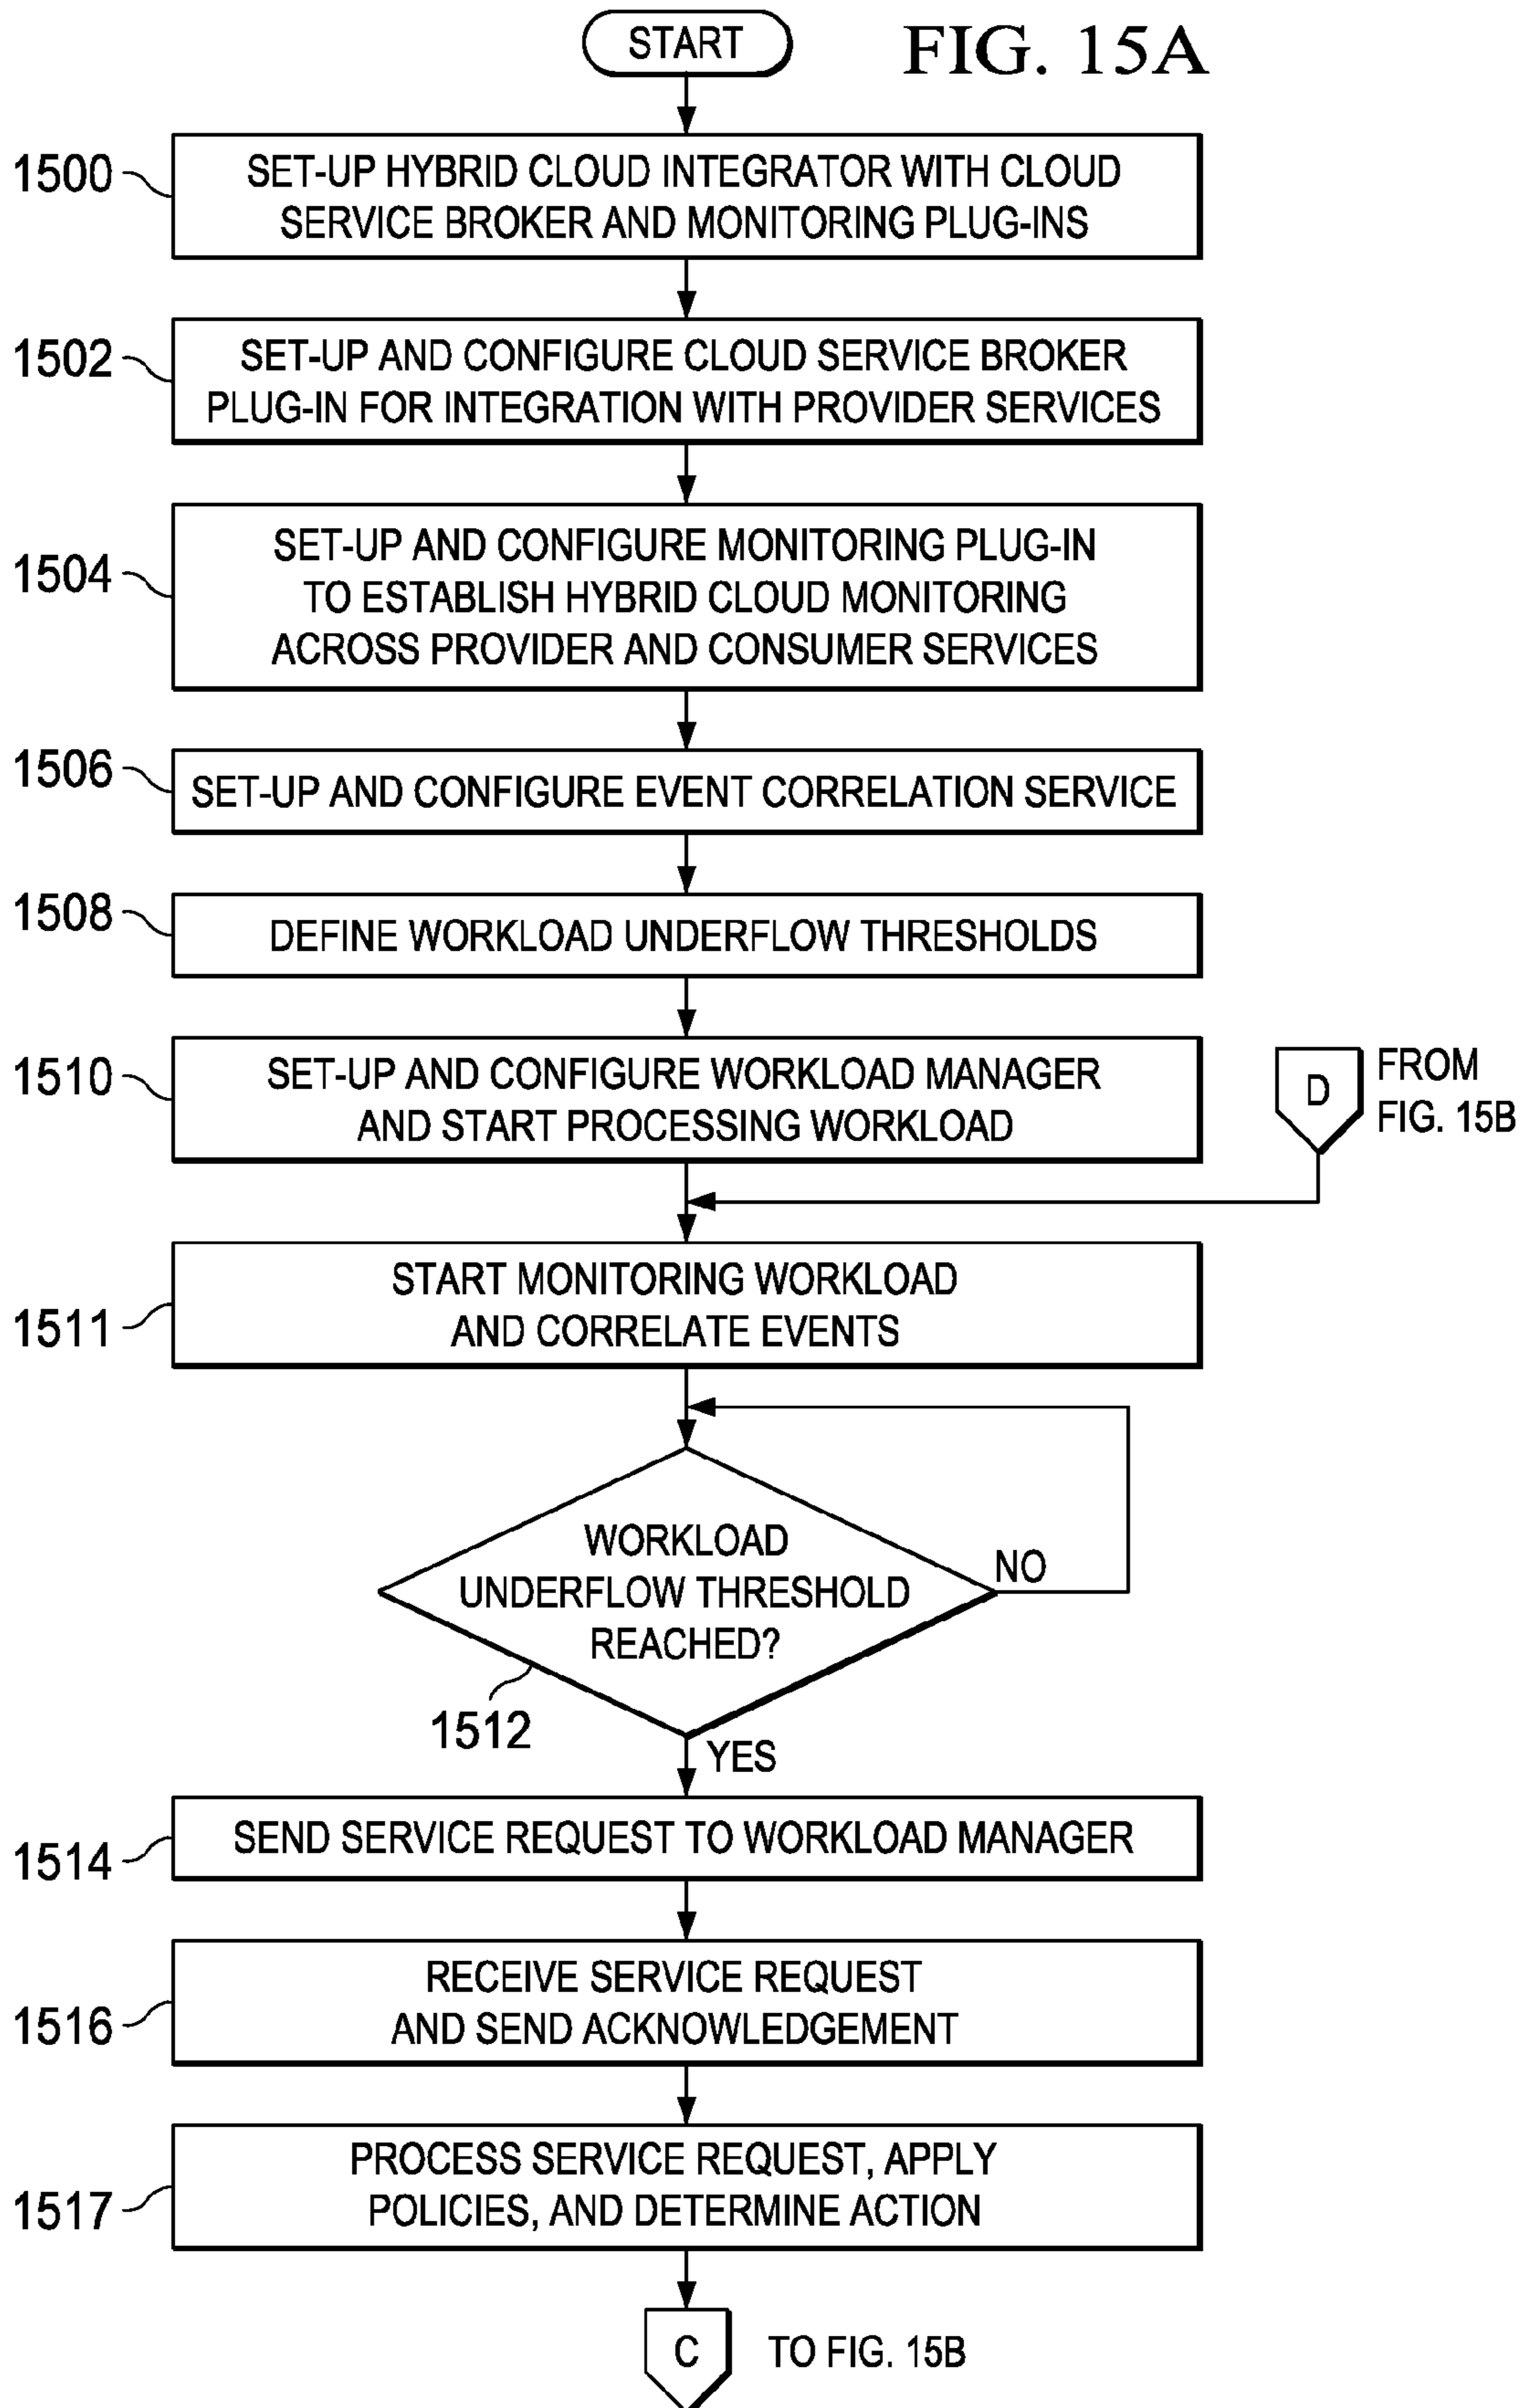 START
FIG. 15A
1500
SET-UP HYBRID CLOUD INTEGRATOR WITH CLOUD
SERVICE BROKER AND MONITORING PLUG-INS
1502
SET-UP AND CONFIGURE CLOUD SERVICE BROKER
PLUG-IN FOR INTEGRATION WITH PROVIDER SERVICES
1504
SET-UP AND CONFIGURE MONITORING PLUG-IN
TO ESTABLISH HYBRID CLOUD MONITORING
ACROSS PROVIDER AND CONSUMER SERVICES
1506
SET-UP AND CONFIGURE EVENT CORRELATION SERVICE
1508
DEFINE WORKLOAD UNDERFLOW THRESHOLDS
1510
SET-UP AND CONFIGURE WORKLOAD MANAGER
AND START PROCESSING WORKLOAD
D
FROM
FIG. 15B
1511
START MONITORING WORKLOAD
AND CORRELATE EVENTS
WORKLOAD
UNDERFLOW THRESHOLD
REACHED?
NO
1512
YES
1514
SEND SERVICE REQUEST TO WORKLOAD MANAGER
1516
RECEIVE SERVICE REQUEST
AND SEND ACKNOWLEDGEMENT
1517
PROCESS SERVICE REQUEST, APPLY
POLICIES, AND DETERMINE ACTION
C
TO FIG. 15B